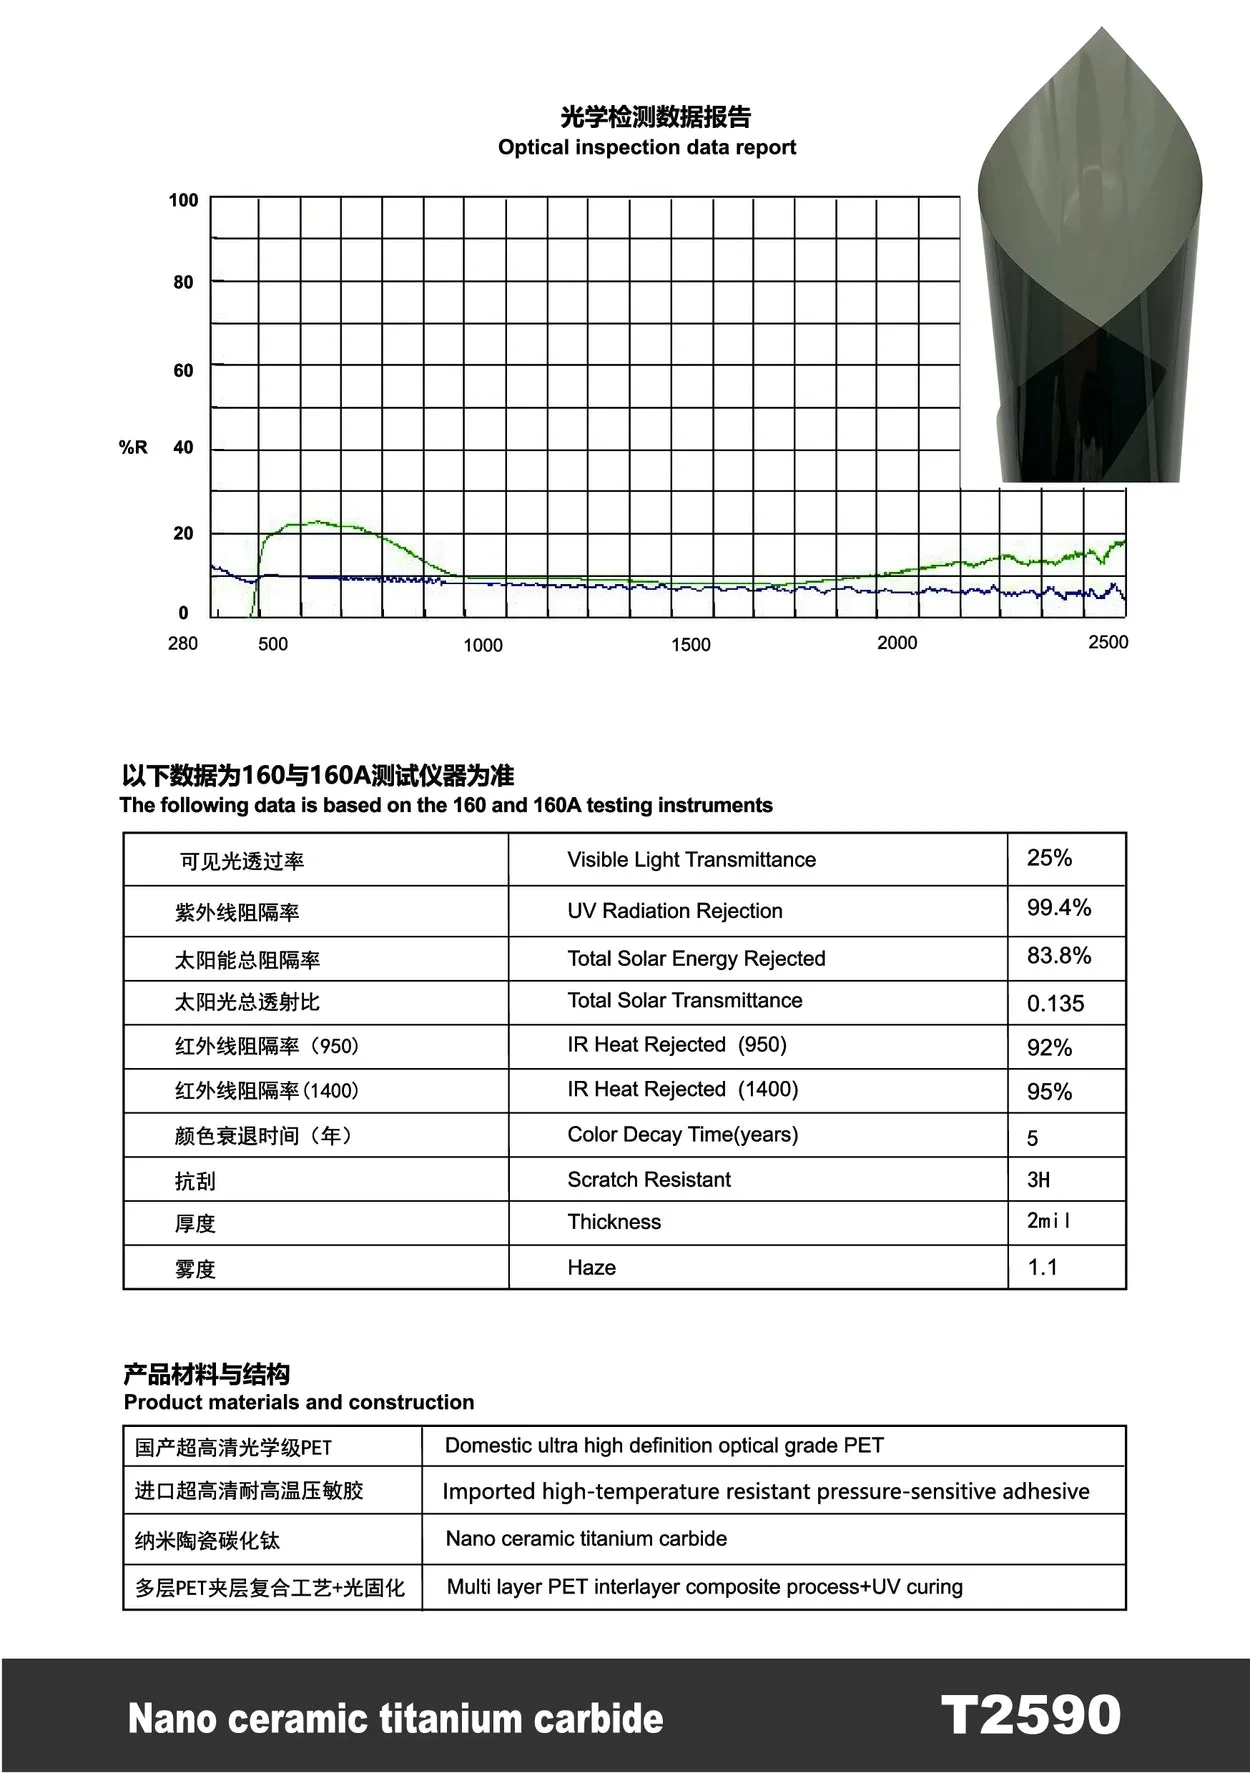 光学检测数据报告
Optical inspection data report
100
80
60
%R 40
20
0
280 500 1000 1500 2000 2500
以下数据为160与160A测试仪器为准
The following data is based on the 160 and 160A testing instruments
可见光透过率 Visible Light Transmittance 25%
紫外线阻隔率 UV Radiation Rejection 99.4%
太阳能总阻隔率 Total Solar Energy Rejected 83.8%
太阳光总透射比 Total Solar Transmittance 0.135
红外线阻隔率（950） IR Heat Rejected (950) 92%
红外线阻隔率(1400) IR Heat Rejected (1400) 95%
颜色衰退时间（年） Color Decay Time(years) 5
抗刮 Scratch Resistant 3H
厚度 Thickness 2mil
雾度 Haze 1.1
产品材料与结构
Product materials and construction
国产超高清光学级PET Domestic ultra high definition optical grade PET
进口超高清耐高温压敏胶 Imported high-temperature resistant pressure-sensitive adhesive
纳米陶瓷碳化钛 Nano ceramic titanium carbide
多层PET夹层复合工艺+光固化 Multi layer PET interlayer composite process+UV curing
Nano ceramic titanium carbide T2590